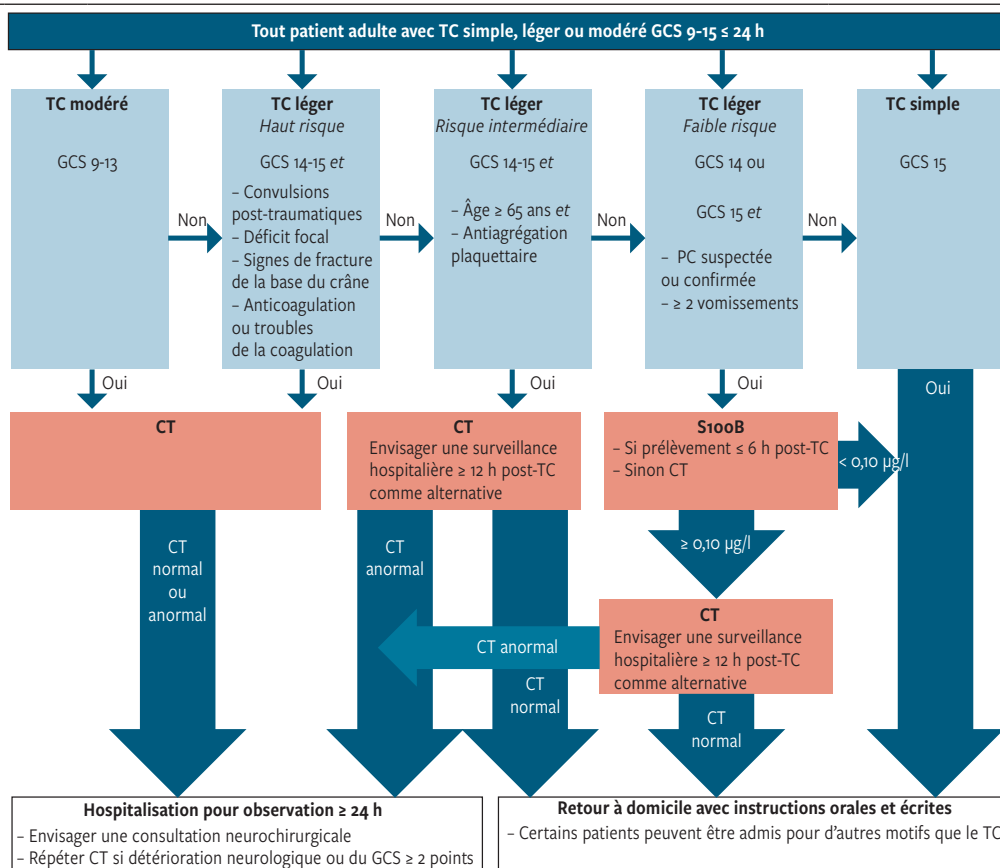 Tout patient adulte avec TC simple, léger ou modéré GCS 9-15 ≤ 24 h
TC modéré
GCS 9-13
Non
Oui
TC léger
Haut risque
GCS 14-15 et
– Convulsions
post-traumatiques
– Déficit focal
– Signes de fracture
de la base du crâne
– Anticoagulation
ou troubles
de la coagulation
Non
Oui
TC léger
Risque intermédiaire
GCS 14-15 et
– Âge ≥ 65 ans et
– Antiagrégation
plaquettaire
Non
Oui
TC léger
Faible risque
GCS 14 ou
GCS 15 et
– PC suspectée
ou confirmée
– ≥ 2 vomissements
Non
Oui
TC simple
GCS 15
Oui
CT
CT
Envisager une surveillance
hospitalière ≥ 12 h post-TC
comme alternative
S100B
– Si prélèvement ≤ 6 h post-TC
– Sinon CT
< 0,10 µg/l
≥ 0,10 µg/l
CT
normal
ou
anormal
CT
anormal
CT
Envisager une surveillance
hospitalière ≥ 12 h post-TC
comme alternative
CT anormal
CT
normal
CT
normal
Hospitalisation pour observation ≥ 24 h
– Envisager une consultation neurochirurgicale
– Répéter CT si détérioration neurologique ou du GCS ≥ 2 points
Retour à domicile avec instructions orales et écrites
– Certains patients peuvent être admis pour d'autres motifs que le TC